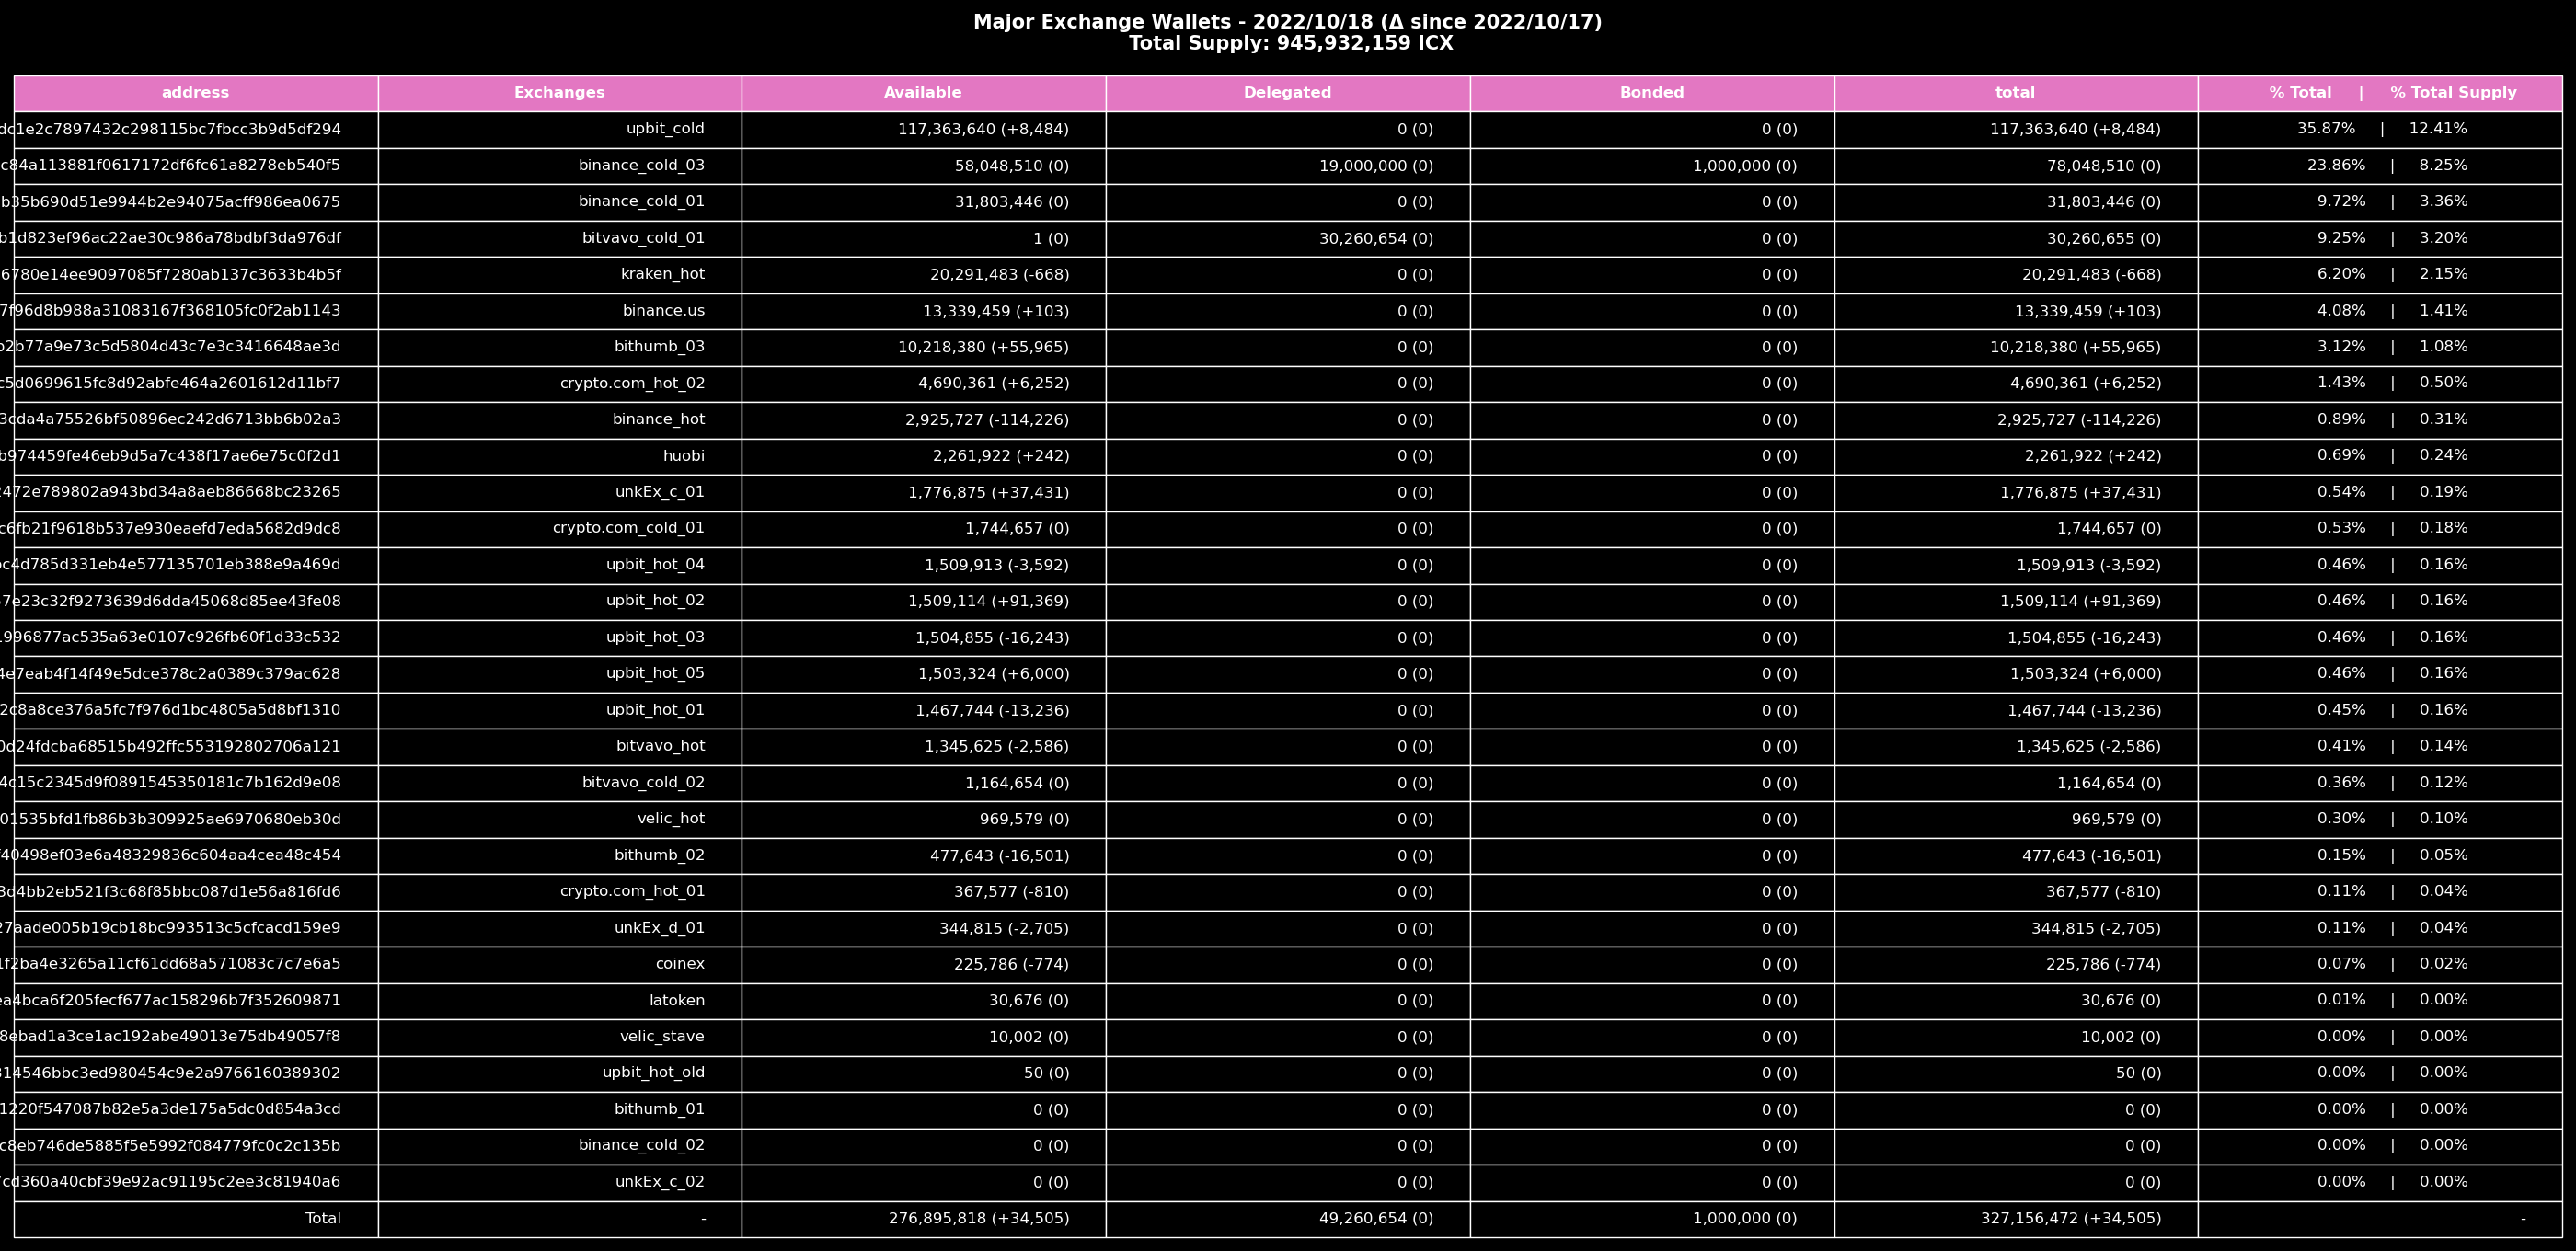 Major Exchange Wallets - 2022/10/18 (Δ since 2022/10/17)
Total Supply: 945,932,159 ICX
address Exchanges Available Delegated Bonded total % Total | % Total Supply
dc1e2c7897432c298115bc7fbcc3b9d5df294 upbit_cold 117,363,640 (+8,484) 0 (0) 0 (0) 117,363,640 (+8,484) 35.87% | 12.41%
c84a113881f0617172df6fc61a8278eb540f5 binance_cold_03 58,048,510 (0) 19,000,000 (0) 1,000,000 (0) 78,048,510 (0) 23.86% | 8.25%
b35b690d51e9944b2e94075acff986ea0675 binance_cold_01 31,803,446 (0) 0 (0) 0 (0) 31,803,446 (0) 9.72% | 3.36%
b1d823ef96ac22ae30c986a78bdbf3da976df bitvavo_cold_01 1 (0) 30,260,654 (0) 0 (0) 30,260,655 (0) 9.25% | 3.20%
6780e14ee9097085f7280ab137c3633b4b5f kraken_hot 20,291,483 (-668) 0 (0) 0 (0) 20,291,483 (-668) 6.20% | 2.15%
7f96d8b988a31083167f368105fc0f2ab1143 binance.us 13,339,459 (+103) 0 (0) 0 (0) 13,339,459 (+103) 4.08% | 1.41%
b2b77a9e73c5d5804d43c7e3c3416648ae3d bithumb_03 10,218,380 (+55,965) 0 (0) 0 (0) 10,218,380 (+55,965) 3.12% | 1.08%
c5d0699615fc8d92abfe464a2601612d11bf7 crypto.com_hot_02 4,690,361 (+6,252) 0 (0) 0 (0) 4,690,361 (+6,252) 1.43% | 0.50%
3cda4a75526bf50896ec242d6713bb6b02a3 binance_hot 2,925,727 (-114,226) 0 (0) 0 (0) 2,925,727 (-114,226) 0.89% | 0.31%
b974459fe46eb9d5a7c438f17ae6e75c0f2d1 huobi 2,261,922 (+242) 0 (0) 0 (0) 2,261,922 (+242) 0.69% | 0.24%
2472e789802a943bd34a8aeb86668bc23265 unkEx_c_01 1,776,875 (+37,431) 0 (0) 0 (0) 1,776,875 (+37,431) 0.54% | 0.19%
c6fb21f9618b537e930eaefd7eda5682d9dc8 crypto.com_cold_01 1,744,657 (0) 0 (0) 0 (0) 1,744,657 (0) 0.53% | 0.18%
bc4d785d331eb4e577135701eb388e9a469d upbit_hot_04 1,509,913 (-3,592) 0 (0) 0 (0) 1,509,913 (-3,592) 0.46% | 0.16%
57e23c32f9273639d6dda45068d85ee43fe08 upbit_hot_02 1,509,114 (+91,369) 0 (0) 0 (0) 1,509,114 (+91,369) 0.46% | 0.16%
1996877ac535a63e0107c926fb60f1d33c532 upbit_hot_03 1,504,855 (-16,243) 0 (0) 0 (0) 1,504,855 (-16,243) 0.46% | 0.16%
4e7eab4f14f49e5dce378c2a0389c379ac628 upbit_hot_05 1,503,324 (+6,000) 0 (0) 0 (0) 1,503,324 (+6,000) 0.46% | 0.16%
2c8a8ce376a5fc7f976d1bc4805a5d8bf1310 upbit_hot_01 1,467,744 (-13,236) 0 (0) 0 (0) 1,467,744 (-13,236) 0.45% | 0.16%
0d24fdcba68515b492ffc553192802706a121 bitvavo_hot 1,345,625 (-2,586) 0 (0) 0 (0) 1,345,625 (-2,586) 0.41% | 0.14%
4c15c2345d9f0891545350181c7b162d9e08 bitvavo_cold_02 1,164,654 (0) 0 (0) 0 (0) 1,164,654 (0) 0.36% | 0.12%
01535bfd1fb86b3b309925ae6970680eb30d velic_hot 969,579 (0) 0 (0) 0 (0) 969,579 (0) 0.30% | 0.10%
f40498ef03e6a48329836c604aa4cea48c454 bithumb_02 477,643 (-16,501) 0 (0) 0 (0) 477,643 (-16,501) 0.15% | 0.05%
3d4bb2eb521f3c68f85bbc087d1e56a816fd6 crypto.com_hot_01 367,577 (-810) 0 (0) 0 (0) 367,577 (-810) 0.11% | 0.04%
27aade005b19cb18bc993513c5cfcacd159e9 unkEx_d_01 344,815 (-2,705) 0 (0) 0 (0) 344,815 (-2,705) 0.11% | 0.04%
1f2ba4e3265a11cf61dd68a571083c7c7e6a5 coinex 225,786 (-774) 0 (0) 0 (0) 225,786 (-774) 0.07% | 0.02%
ea4bca6f205fecf677ac158296b7f352609871 latoken 30,676 (0) 0 (0) 0 (0) 30,676 (0) 0.01% | 0.00%
8ebad1a3ce1ac192abe49013e75db49057f8 velic_stave 10,002 (0) 0 (0) 0 (0) 10,002 (0) 0.00% | 0.00%
314546bbc3ed980454c9e2a9766160389302 upbit_hot_old 50 (0) 0 (0) 0 (0) 50 (0) 0.00% | 0.00%
1220f547087b82e5a3de175a5dc0d854a3cd bithumb_01 0 (0) 0 (0) 0 (0) 0 (0) 0.00% | 0.00%
c8eb746de5885f5e5992f084779fc0c2c135b binance_cold_02 0 (0) 0 (0) 0 (0) 0 (0) 0.00% | 0.00%
7cd360a40cbf39e92ac91195c2ee3c81940a6 unkEx_c_02 0 (0) 0 (0) 0 (0) 0 (0) 0.00% | 0.00%
Total - 276,895,818 (+34,505) 49,260,654 (0) 1,000,000 (0) 327,156,472 (+34,505) -